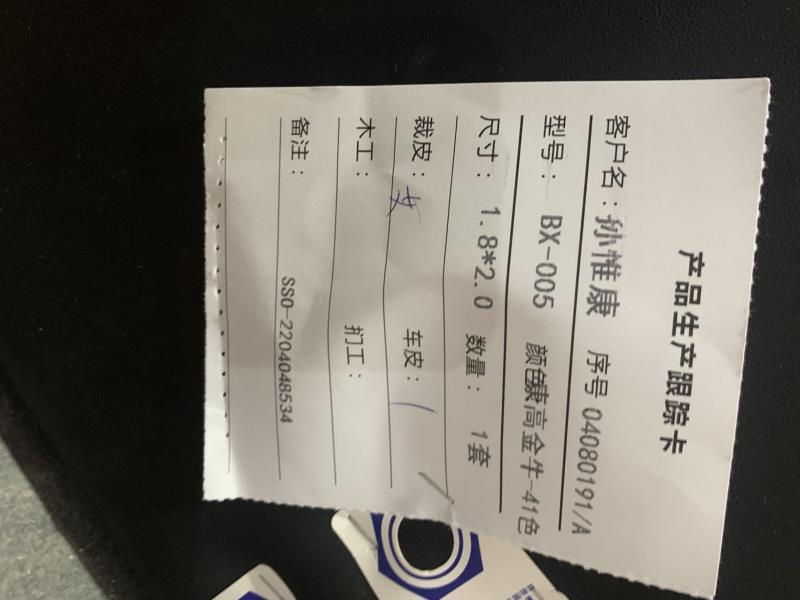 产品生产跟踪卡
客户名：孙惟康 序号 04080191/A
型号： BX-005 颜色康高金牛-41色
尺寸： 1.8*2.0 数量： 1套
裁皮： 女 车皮：
木工： 扪工：
备注： SSO-2204048534